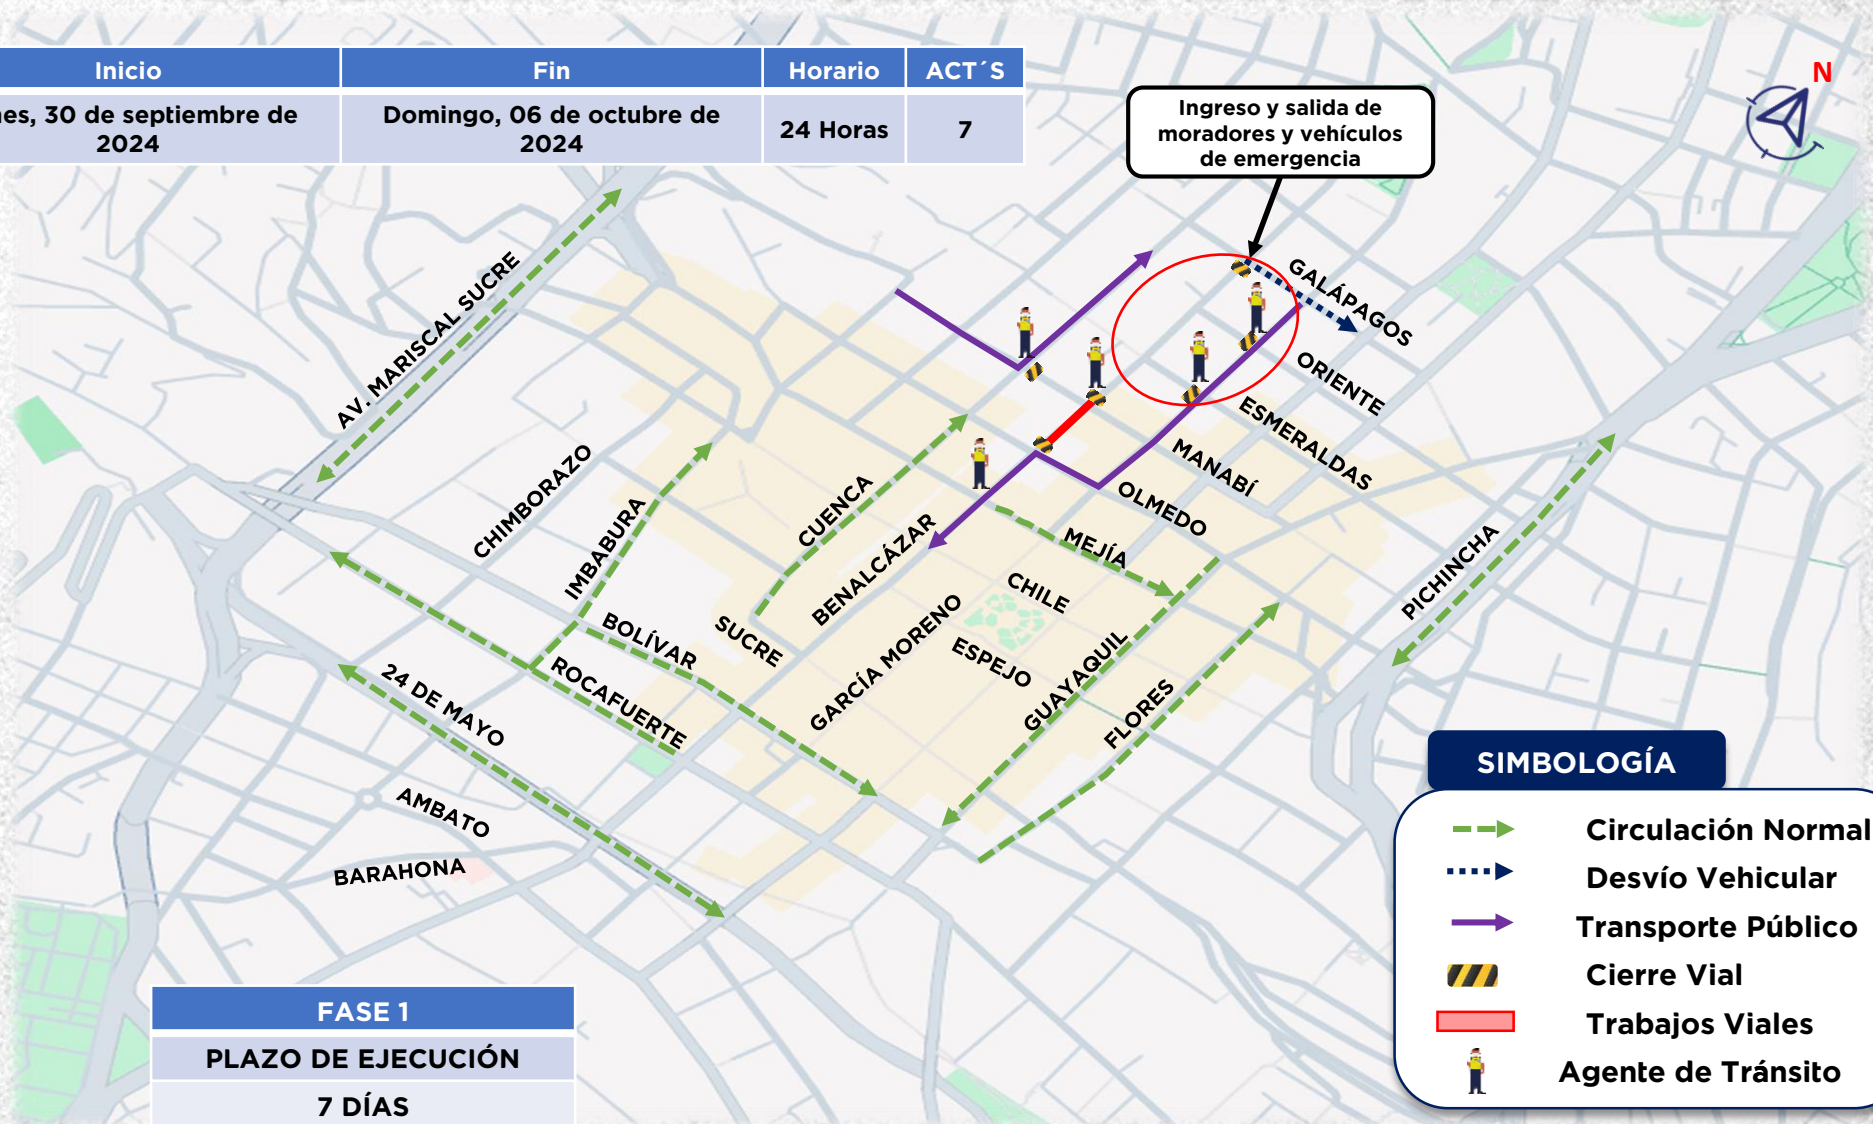 Inicio
Fin
Horario
ACT´S
es, 30 de septiembre de
2024
Domingo, 06 de octubre de
2024
24 Horas
7
Ingreso y salida de
moradores y vehículos
de emergencia
N
AV. MARISCAL SUCRE
GALÁPAGOS
ORIENTE
ESMERALDAS
MANABÍ
OLMEDO
MEJÍA
CHILE
ESPEJO
CHIMBORAZO
IMBABURA
CUENCA
BENALCÁZAR
SUCRE
BOLÍVAR
ROCAFUERTE
GARCÍA MORENO
GUAYAQUIL
FLORES
PICHINCHA
24 DE MAYO
AMBATO
BARAHONA
SIMBOLOGÍA
Circulación Normal
Desvío Vehicular
Transporte Público
Cierre Vial
Trabajos Viales
Agente de Tránsito
FASE 1
PLAZO DE EJECUCIÓN
7 DÍAS